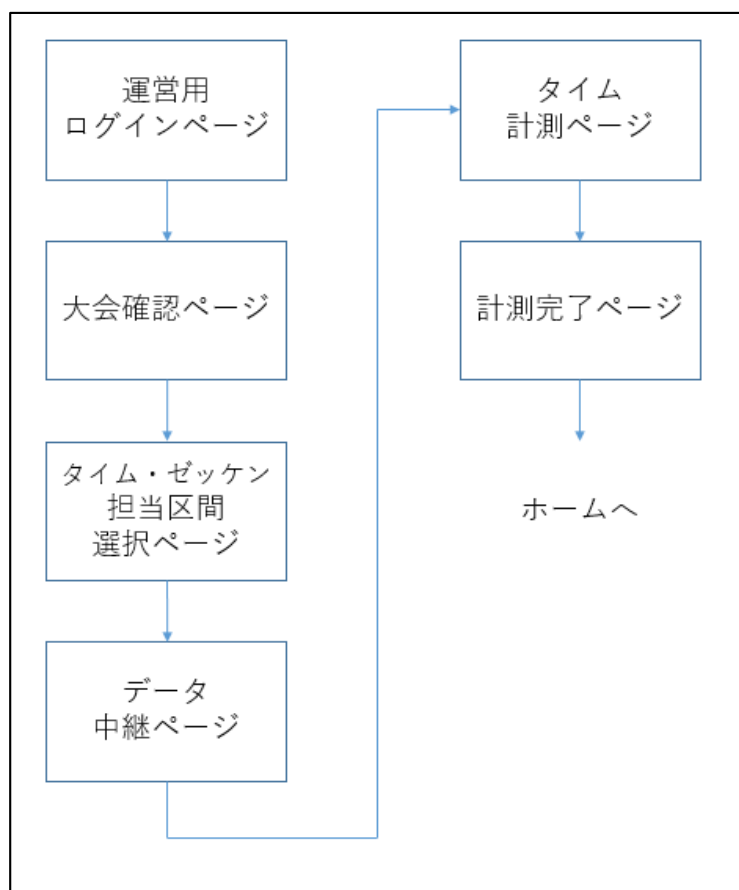 運営用
ログインページ
大会確認ページ
タイム・ゼッケン
担当区間
選択ページ
データ
中継ページ
タイム
計測ページ
計測完了ページ
ホームへ